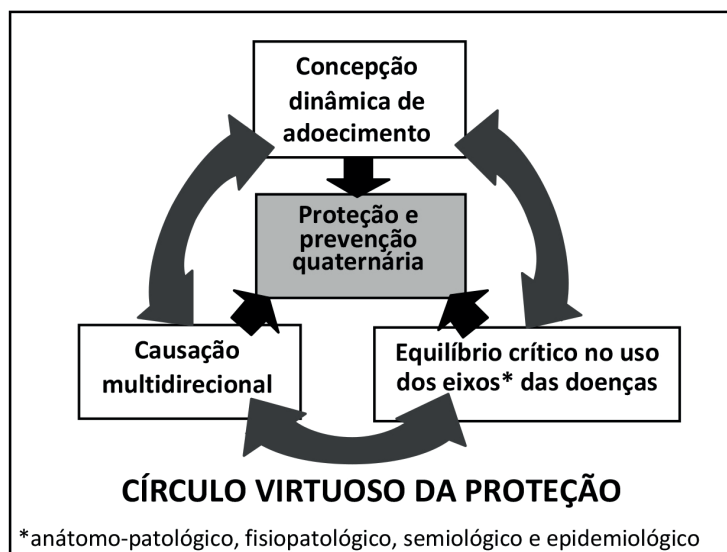 Concepção
dinâmica de
adoecimento
Proteção e
prevenção
quaternária
Causação
multidirecional
Equilíbrio crítico no uso
dos eixos* das doenças
CÍRCULO VIRTUOSO DA PROTEÇÃO
*anátomo-patológico, fisiopatológico, semiológico e epidemiológico